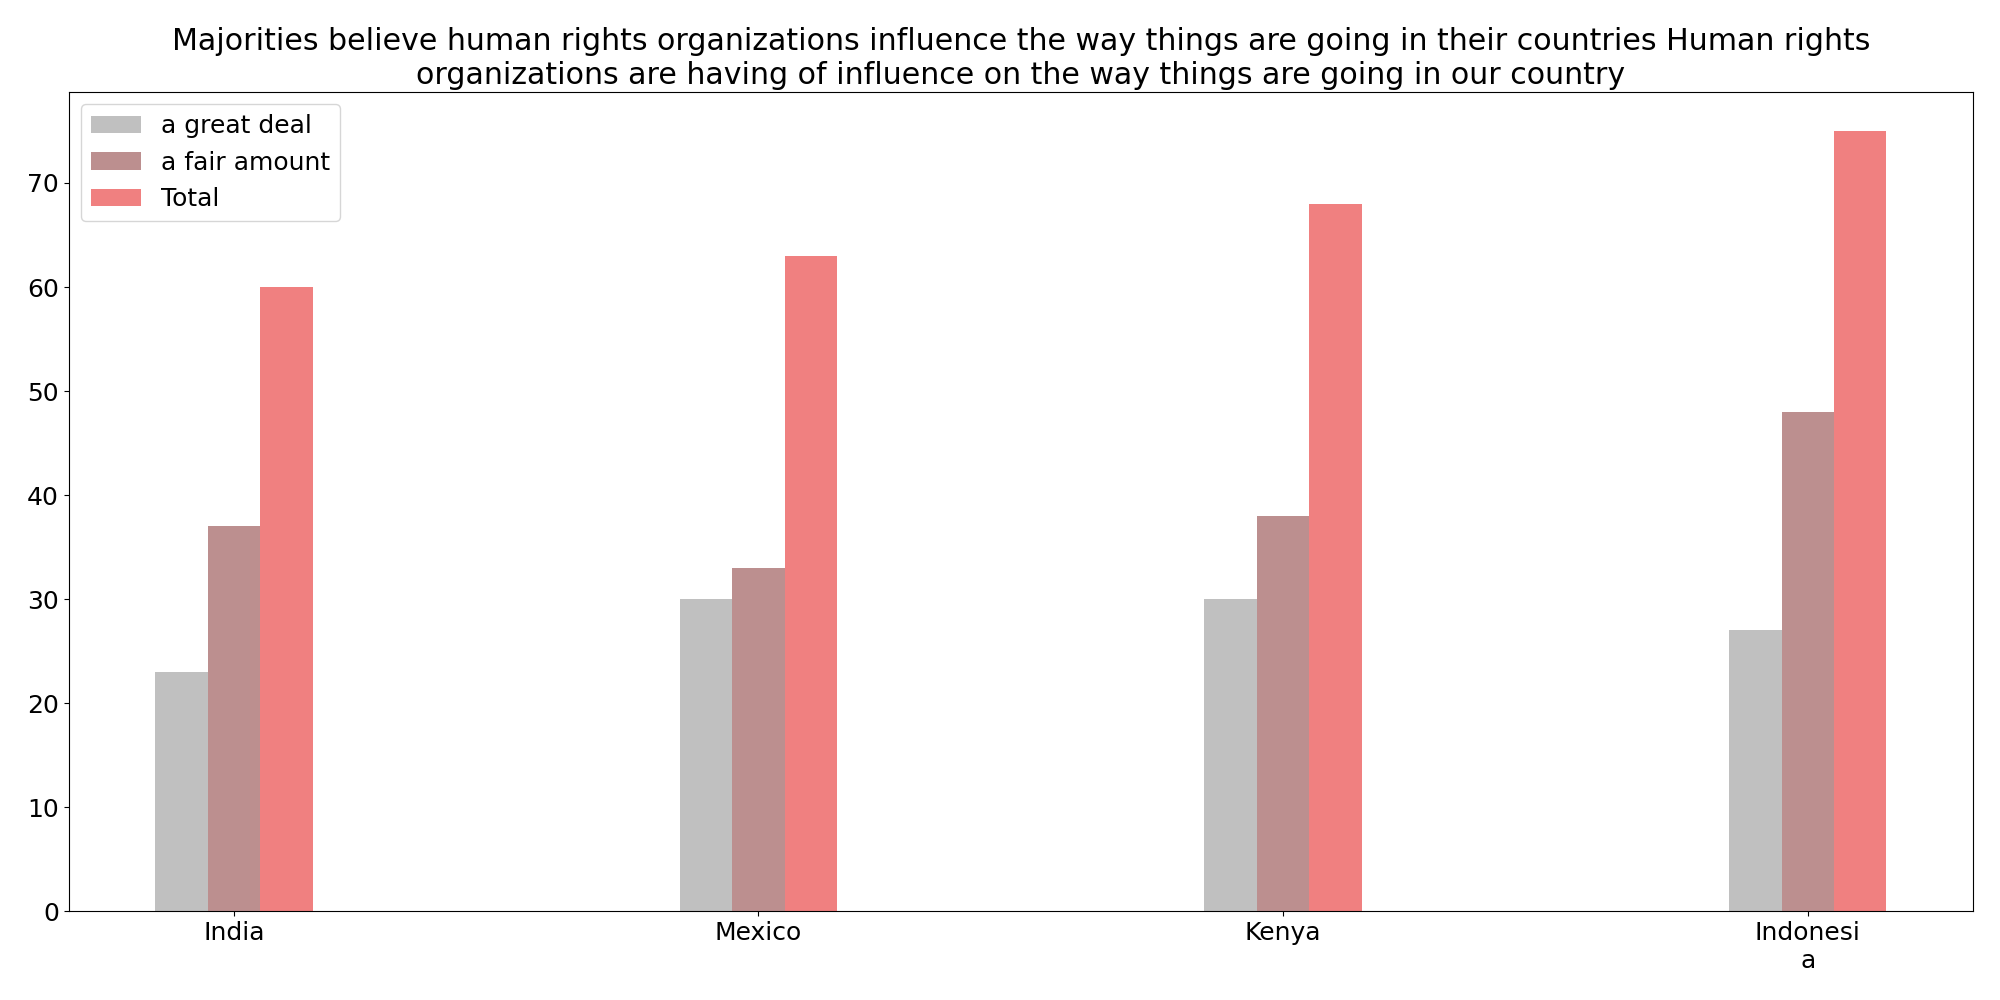 Majorities believe human rights organizations influence the way things are going in their countries Human rights
organizations are having of influence on the way things are going in our country
a great deal
a fair amount
Total
70
60
50
40
30
20
10
0
India
Mexico
Kenya
Indonesi
a